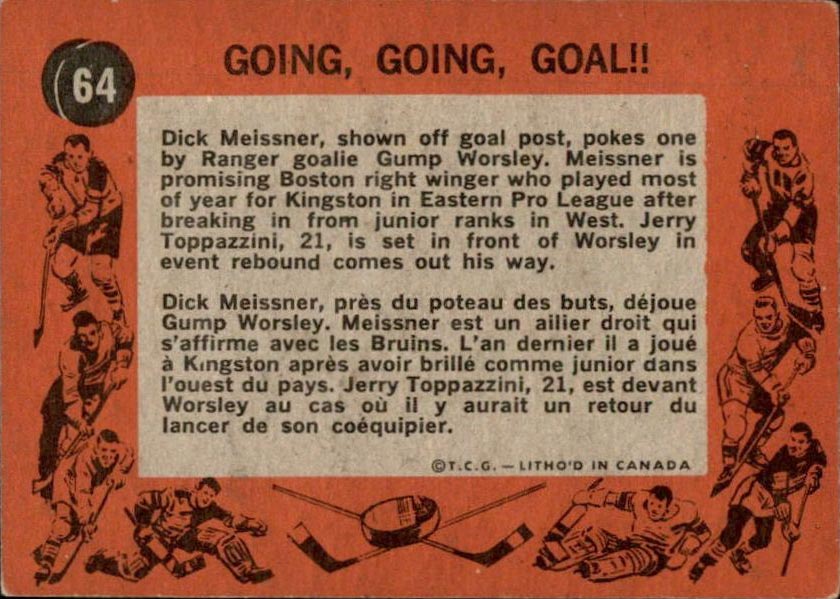 64
GOING, GOING, GOAL!!
Dick Meissner, shown off goal post, pokes one
by Ranger goalie Gump Worsley. Meissner is
promising Boston right winger who played most
of year for Kingston in Eastern Pro League after
breaking in from junior ranks in West. Jerry
Toppazzini, 21, is set in front of Worsley in
event rebound comes out his way.
Dick Meissner, près du poteau des buts, déjoue
Gump Worsley. Meissner est un ailier droit qui
s'affirme avec les Bruins. L'an dernier il a joué
à Kingston après avoir brillé comme junior dans
l'ouest du pays. Jerry Toppazzini, 21, est devant
Worsley au cas où il y aurait un retour du
lancer de son coéquipier.
©T.C.G. — LITHO'D IN CANADA